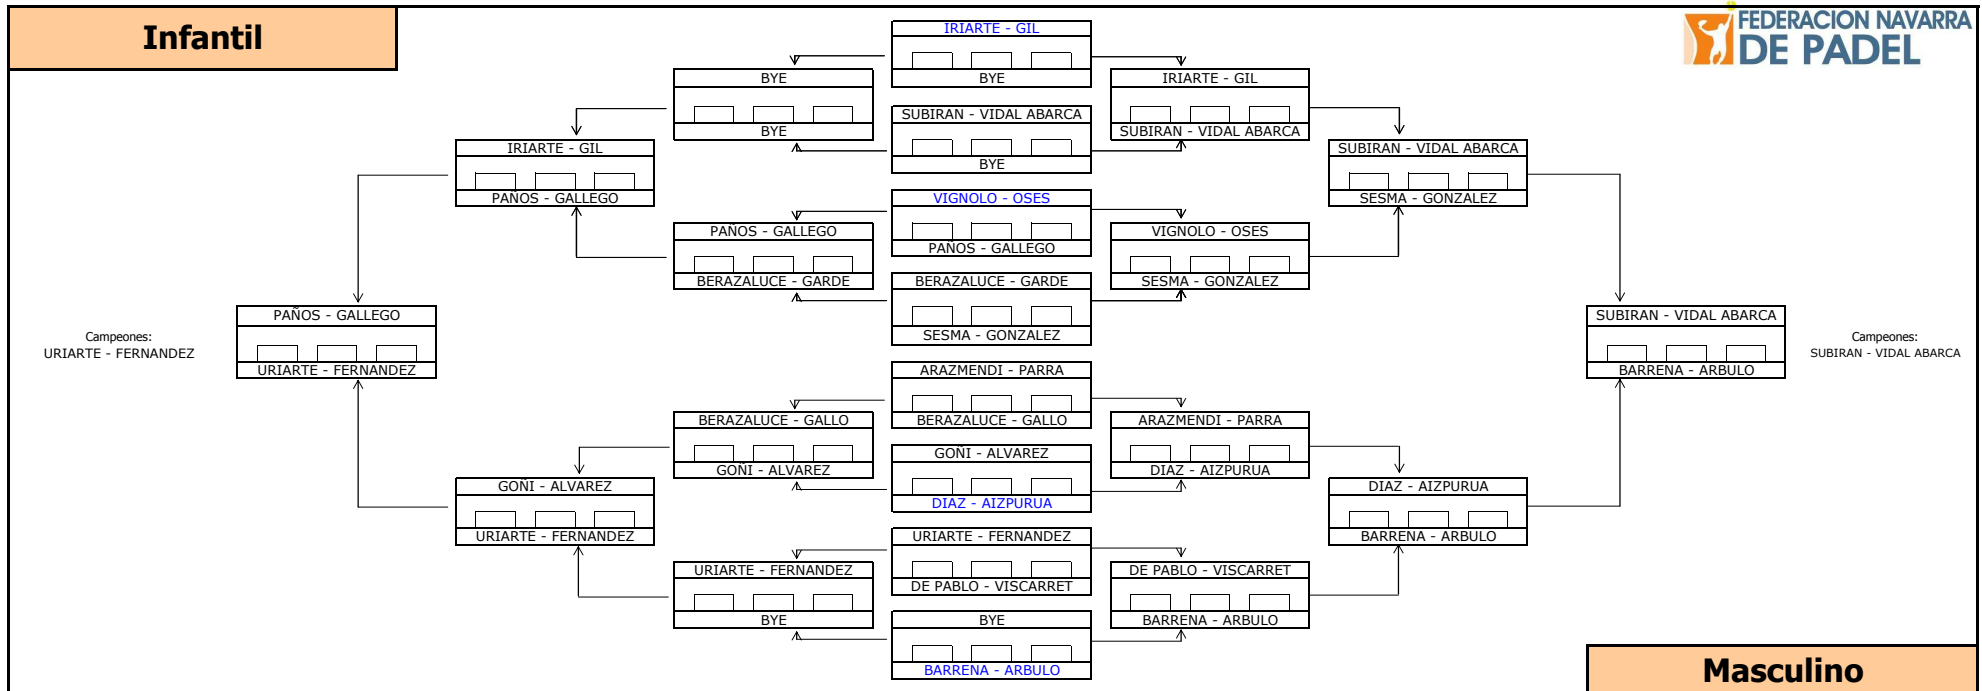 Infantil
FEDERACION NAVARRA
DE PADEL
IRIARTE - GIL
BYE
SUBIRAN - VIDAL ABARCA
BYE
VIGNOLO - OSES
PAÑOS - GALLEGO
BERAZALUCE - GARDE
SESMA - GONZALEZ
ARAZMENDI - PARRA
BERAZALUCE - GALLO
GOÑI - ALVAREZ
DIAZ - AIZPURUA
URIARTE - FERNANDEZ
DE PABLO - VISCARRET
BYE
BARRENA - ARBULO
BYE
BYE
PAÑOS - GALLEGO
BERAZALUCE - GARDE
BERAZALUCE - GALLO
GOÑI - ALVAREZ
URIARTE - FERNANDEZ
BYE
IRIARTE - GIL
PAÑOS - GALLEGO
GOÑI - ALVAREZ
URIARTE - FERNANDEZ
PAÑOS - GALLEGO
URIARTE - FERNANDEZ
Campeones:
URIARTE - FERNANDEZ
IRIARTE - GIL
SUBIRAN - VIDAL ABARCA
VIGNOLO - OSES
SESMA - GONZALEZ
ARAZMENDI - PARRA
DIAZ - AIZPURUA
DE PABLO - VISCARRET
BARRENA - ARBULO
SUBIRAN - VIDAL ABARCA
SESMA - GONZALEZ
DIAZ - AIZPURUA
BARRENA - ARBULO
SUBIRAN - VIDAL ABARCA
BARRENA - ARBULO
Campeones:
SUBIRAN - VIDAL ABARCA
Masculino